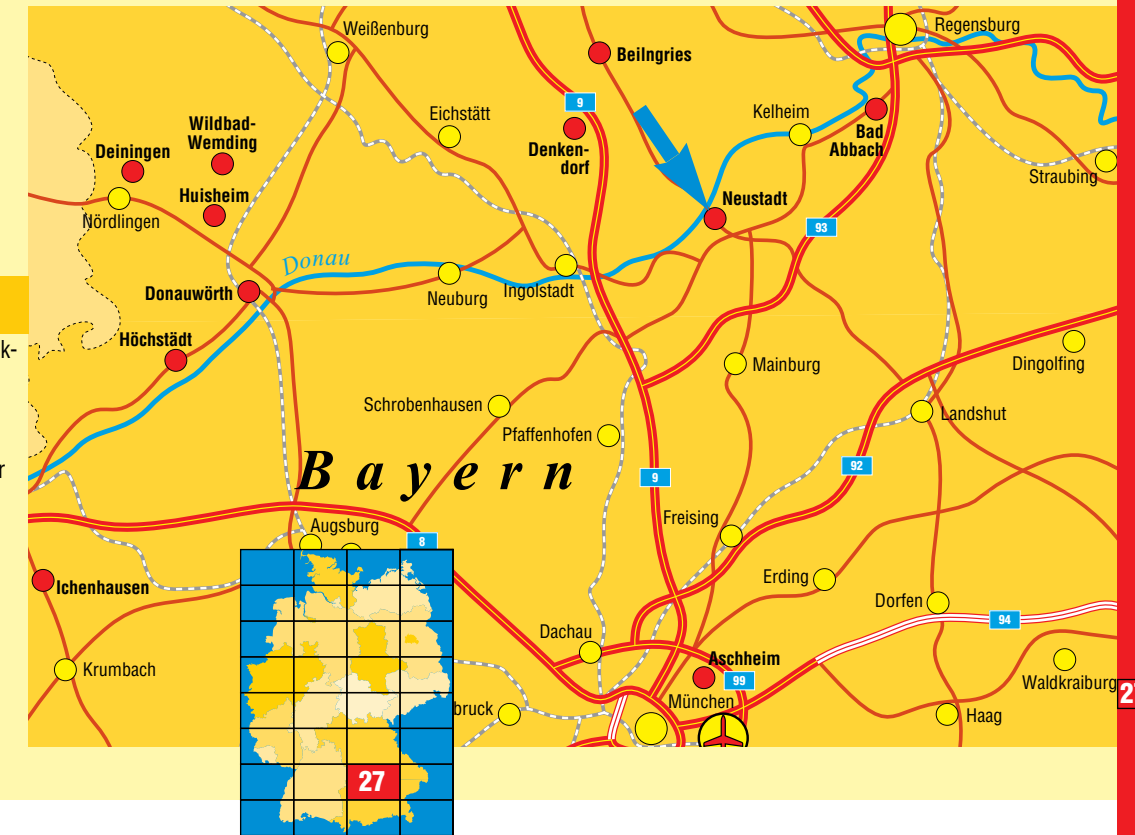 Weißenburg
Regensburg
Beilngries
9
Eichstätt
Kelheim
Wildbad-
Wemding
Bad
Abbach
Denken-
dorf
Deiningen
Straubing
Huisheim
Neustadt
Nördlingen
93
Donau
Donauwörth
Neuburg
Ingolstadt
Höchstädt
k-
Mainburg
Dingolfing
Schrobenhausen
Landshut
Pfaffenhofen
r
Bayern
92
9
Freising
Augsburg
8
Ichenhausen
Erding
Dorfen
94
Dachau
Aschheim
Krumbach
99
Waldkraiburg
2
München
bruck
Haag
27